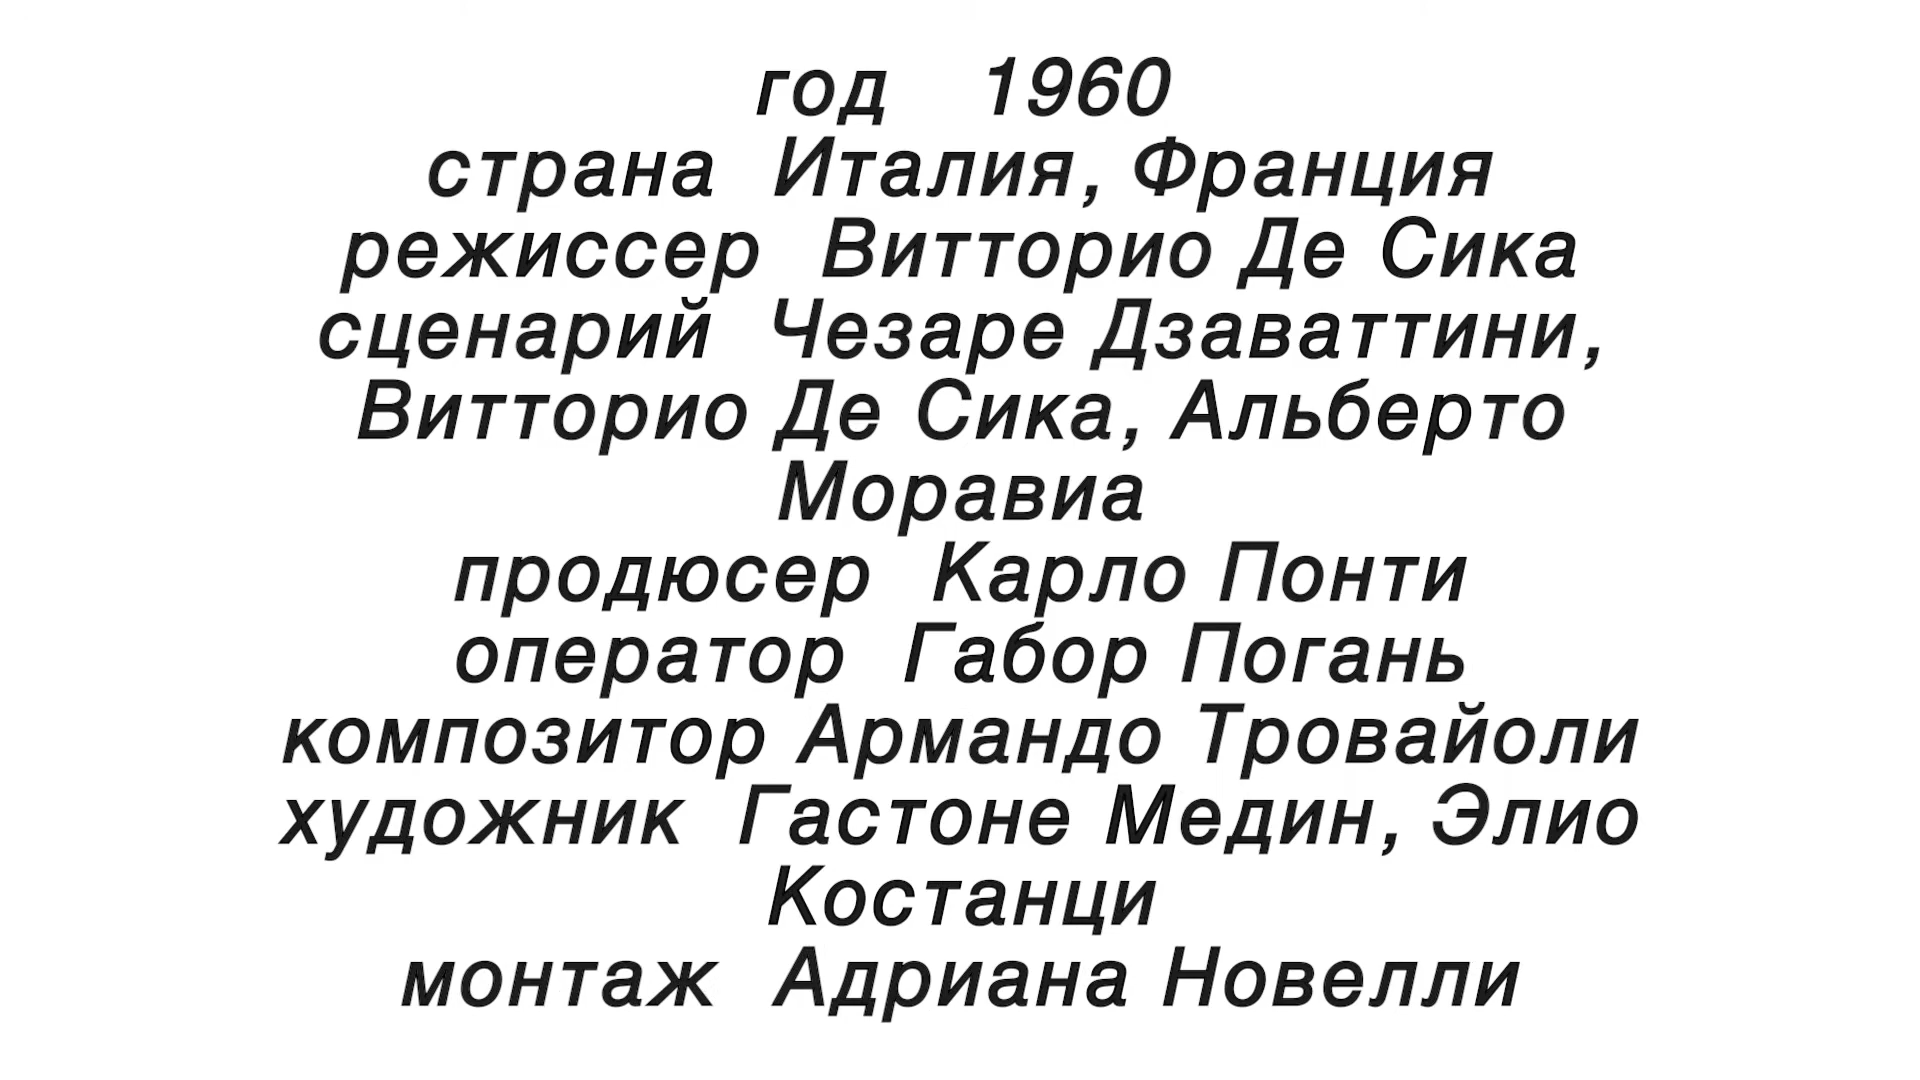 год 1960
страна Италия, Франция
режиссер Витторио Де Сика
сценарий Чезаре Дзаваттини,
Витторио Де Сика, Альберто
Моравиа
продюсер Карло Понти
оператор Габор Погань
композитор Армандо Тровайоли
художник Гастоне Медин, Элио
Костанци
монтаж Адриана Новелли